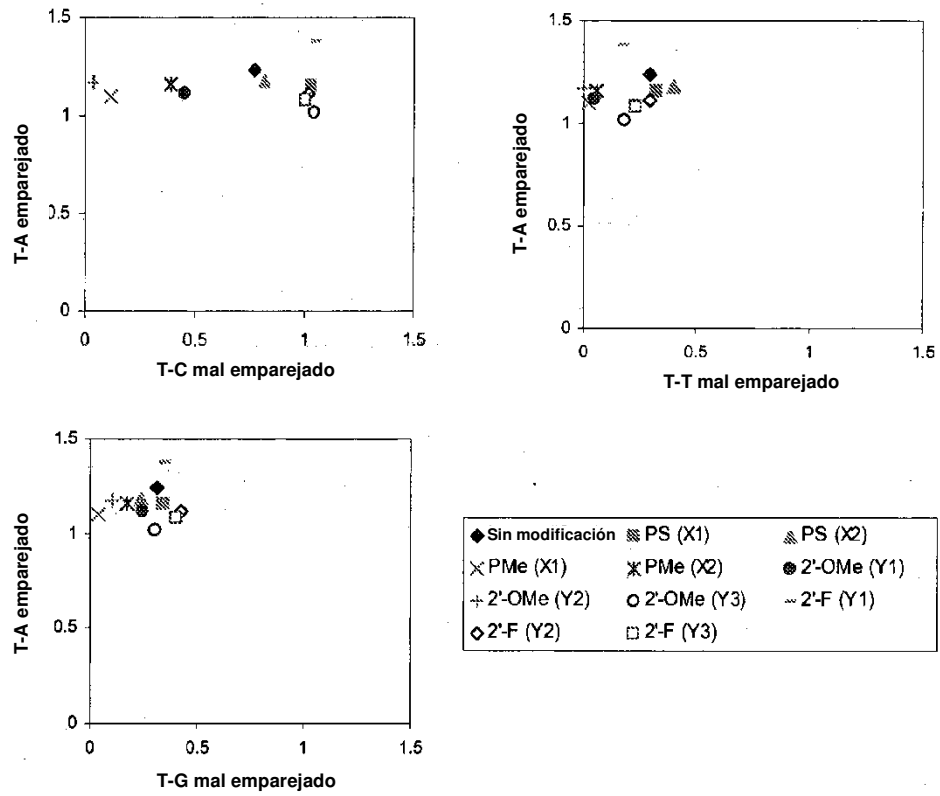 1.5
1
0.5
0
0 0.5 1 1.5
T-A emparejado
T-C mal emparejado
1.5
1
0.5
0
0 0.5 1 1.5
T-A emparejado
T-T mal emparejado
1.5
1
0.5
0
0 0.5 1 1.5
T-A emparejado
T-G mal emparejado
Sin modificación PS (X1) PS (X2)
PMe (X1) PMe (X2) 2'-OMe (Y1)
2'-OMe (Y2) 2'-OMe (Y3) 2'-F (Y1)
2'-F (Y2) 2'-F (Y3)